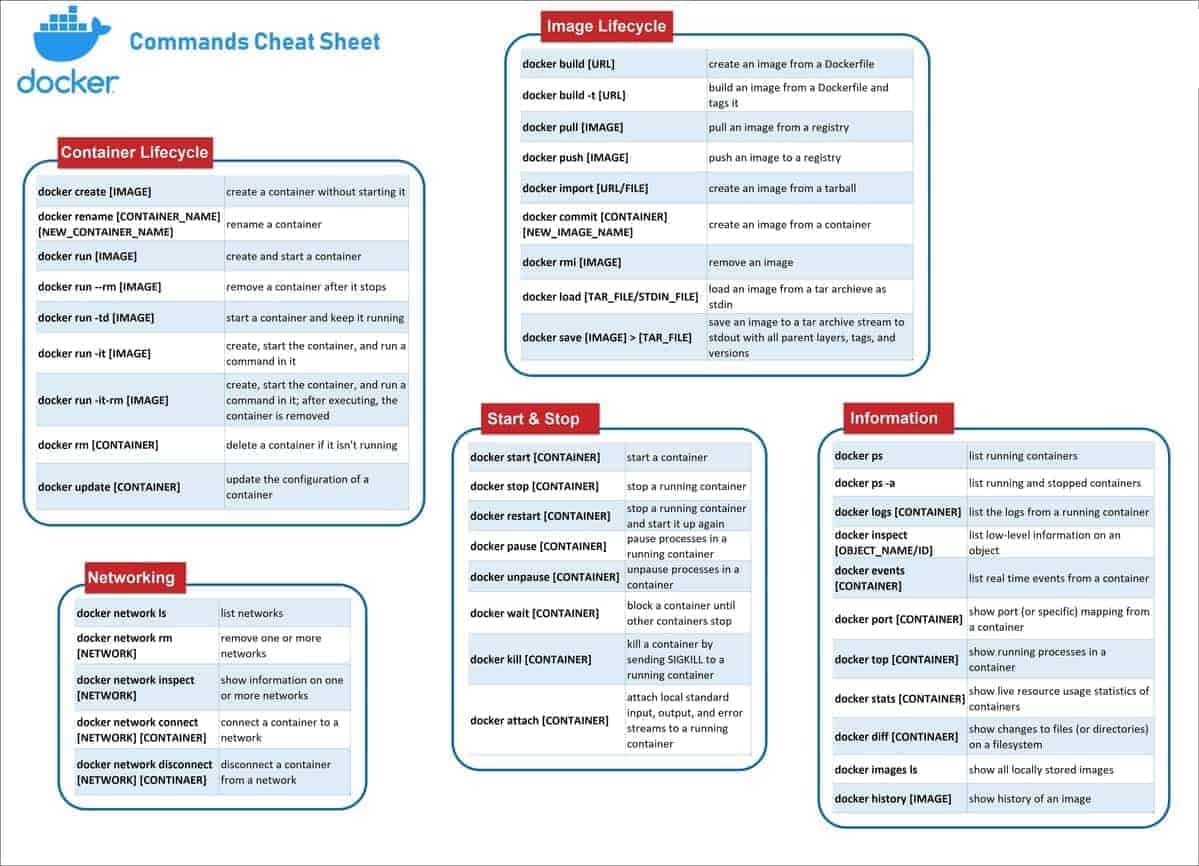 docker
Commands Cheat Sheet
Container Lifecycle
docker create [IMAGE] create a container without starting it
docker rename [CONTAINER_NAME]
[NEW_CONTAINER_NAME] rename a container
docker run [IMAGE] create and start a container
docker run --rm [IMAGE] remove a container after it stops
docker run -td [IMAGE] start a container and keep it running
docker run -it [IMAGE] create, start the container, and run a
command in it
docker run -it-rm [IMAGE] create, start the container, and run a
command in it; after executing, the
container is removed
docker rm [CONTAINER] delete a container if it isn't running
docker update [CONTAINER] update the configuration of a
container
Networking
docker network ls list networks
docker network rm
[NETWORK] remove one or more
networks
docker network inspect
[NETWORK] show information on one
or more networks
docker network connect
[NETWORK] [CONTAINER] connect a container to a
network
docker network disconnect
[NETWORK] [CONTINAER] disconnect a container
from a network
Image Lifecycle
docker build [URL] create an image from a Dockerfile
docker build -t [URL] build an image from a Dockerfile and
tags it
docker pull [IMAGE] pull an image from a registry
docker push [IMAGE] push an image to a registry
docker import [URL/FILE] create an image from a tarball
docker commit [CONTAINER]
[NEW_IMAGE_NAME] create an image from a container
docker rmi [IMAGE] remove an image
docker load [TAR_FILE/STDIN_FILE] load an image from a tar archieve as
stdin
docker save [IMAGE] > [TAR_FILE] save an image to a tar archive stream to
stdout with all parent layers, tags, and
versions
Start & Stop
docker start [CONTAINER] start a container
docker stop [CONTAINER] stop a running container
docker restart [CONTAINER] stop a running container
and start it up again
docker pause [CONTAINER] pause processes in a
running container
docker unpause [CONTAINER] unpause processes in a
container
docker wait [CONTAINER] block a container until
other containers stop
docker kill [CONTAINER] kill a container by
sending SIGKILL to a
running container
docker attach [CONTAINER] attach local standard
input, output, and error
streams to a running
container
Information
docker ps list running containers
docker ps -a list running and stopped containers
docker logs [CONTAINER] list the logs from a running container
docker inspect
[OBJECT_NAME/ID] list low-level information on an
object
docker events
[CONTAINER] list real time events from a container
docker port [CONTAINER] show port (or specific) mapping from
a container
docker top [CONTAINER] show running processes in a
container
docker stats [CONTAINER] show live resource usage statistics of
containers
docker diff [CONTINAER] show changes to files (or directories)
on a filesystem
docker images ls show all locally stored images
docker history [IMAGE] show history of an image